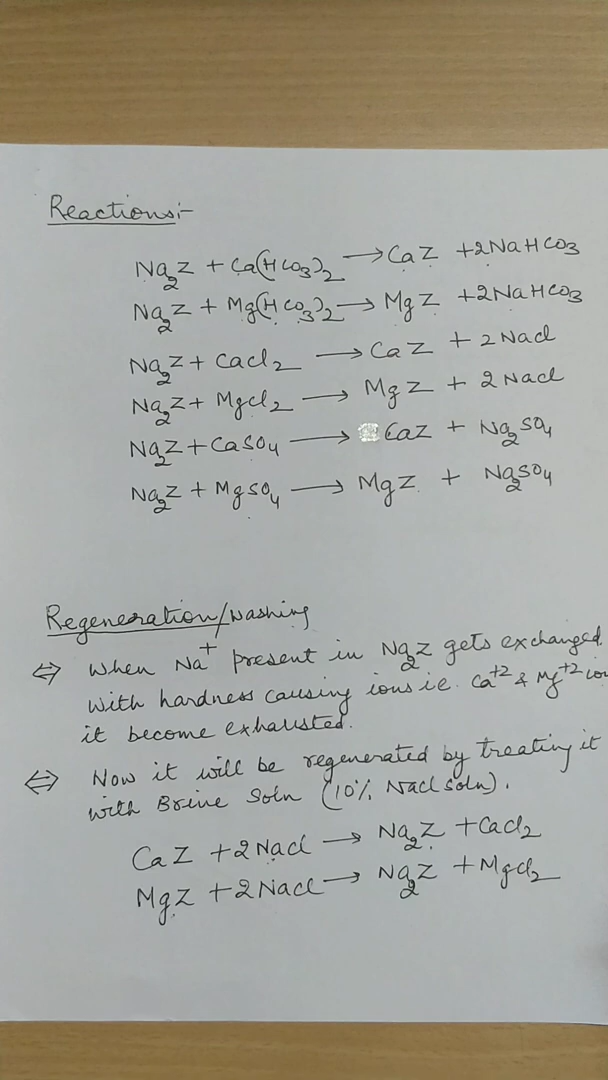 Reactions:-
Na2Z + Ca(HCO3)2 → CaZ + 2NaHCO3
Na2Z + Mg(HCO3)2 → MgZ + 2NaHCO3
Na2Z + CaCl2 → CaZ + 2NaCl
Na2Z + MgCl2 → MgZ + 2NaCl
Na2Z + CaSO4 → CaZ + Na2SO4
Na2Z + MgSO4 → MgZ + Na2SO4
Regeneration/washing
⇔ When Na+ present in Na2Z gets exchanged
with hardness causing ions ie. Ca+2 & Mg+2
it become exhausted.
⇔ Now it will be regenerated by treating it
with Brine Soln (10% NaCl soln).
CaZ + 2NaCl → Na2Z + CaCl2
MgZ + 2NaCl → Na2Z + MgCl2